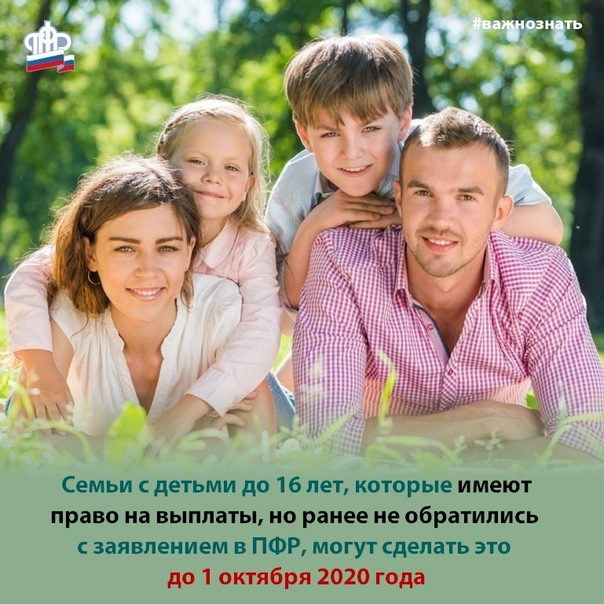 #важнознать
ПФР
Семьи с детьми до 16 лет, которые имеют
право на выплаты, но ранее не обратились
с заявлением в ПФР, могут сделать это
до 1 октября 2020 года